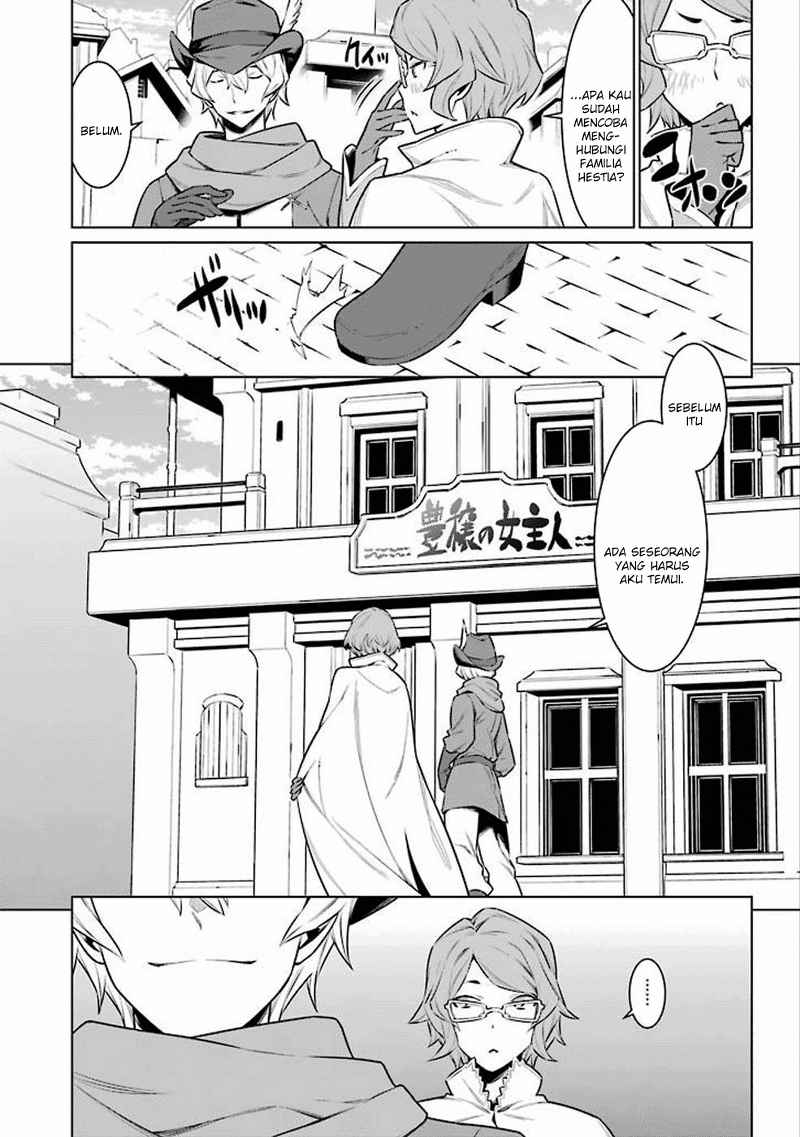 コホンッ
...APA KAU
SUDAH
MENCOBA
MENG-
HUBUNGI
FAMILIA
HESTIA?
クイッ
BELUM.
ザリッ...
SEBELUM
ITU
ADA SESEORANG
YANG HARUS
AKU TEMUI.
豊穣の女主人
......